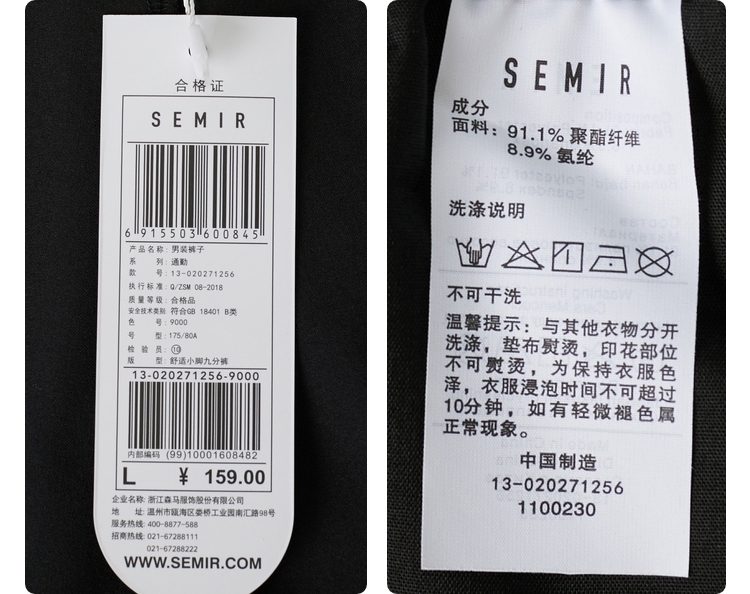 合格证
SEMIR
6 915503 600845
产品名称: 男装裤子
系 列: 通勤
款 号: 13-020271256
执行标准: Q/ZSM 08-2018
质量等级: 合格品
安全技术类别 符合GB 18401 B类
色 号: 9000
号 型: 175/80A
检 验 员: ⑩
版 型: 舒适小脚九分裤
13-020271256-9000
内部编码 (99)10001608482
L ¥ 159.00
企业名称: 浙江森马服饰股份有限公司
地 址: 温州市瓯海区娄桥工业园南汇路98号
服务热线: 400-8877-588
招商热线: 021-67288111
021-67288222
WWW.SEMIR.COM
SEMIR
成分
面料: 91.1% 聚酯纤维
8.9% 氨纶
洗涤说明
不可干洗
温馨提示: 与其他衣物分开
洗涤, 垫布熨烫, 印花部位
不可熨烫, 为保持衣服色
泽, 衣服浸泡时间不可超过
10分钟, 如有轻微褪色属
正常现象。
中国制造
13-020271256
1100230